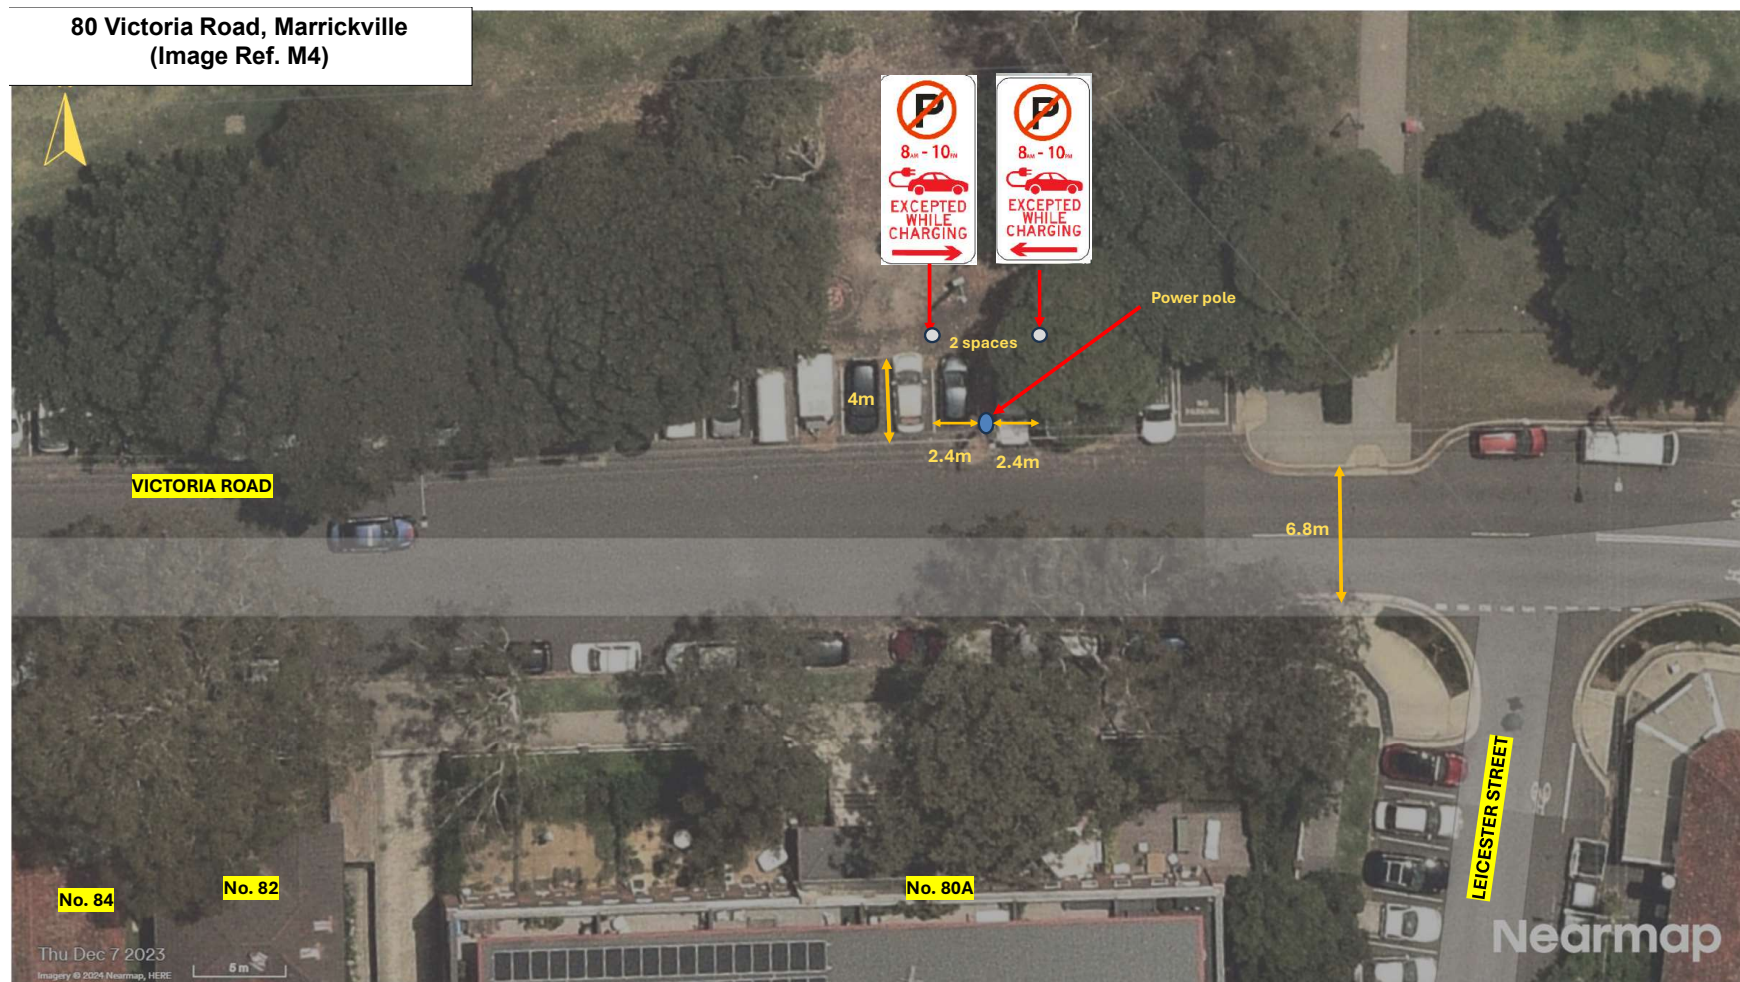 80 Victoria Road, Marrickville
(Image Ref. M4)
P
8AM - 10PM
EXCEPTED
WHILE
CHARGING
P
8AM - 10PM
EXCEPTED
WHILE
CHARGING
Power pole
2 spaces
4m
2.4m
2.4m
NO
PARKING
VICTORIA ROAD
6.8m
LEICESTER STREET
No. 84
No. 82
No. 80A
Thu Dec 7 2023
Imagery © 2024 Nearmap, HERE
5 m
Nearmap